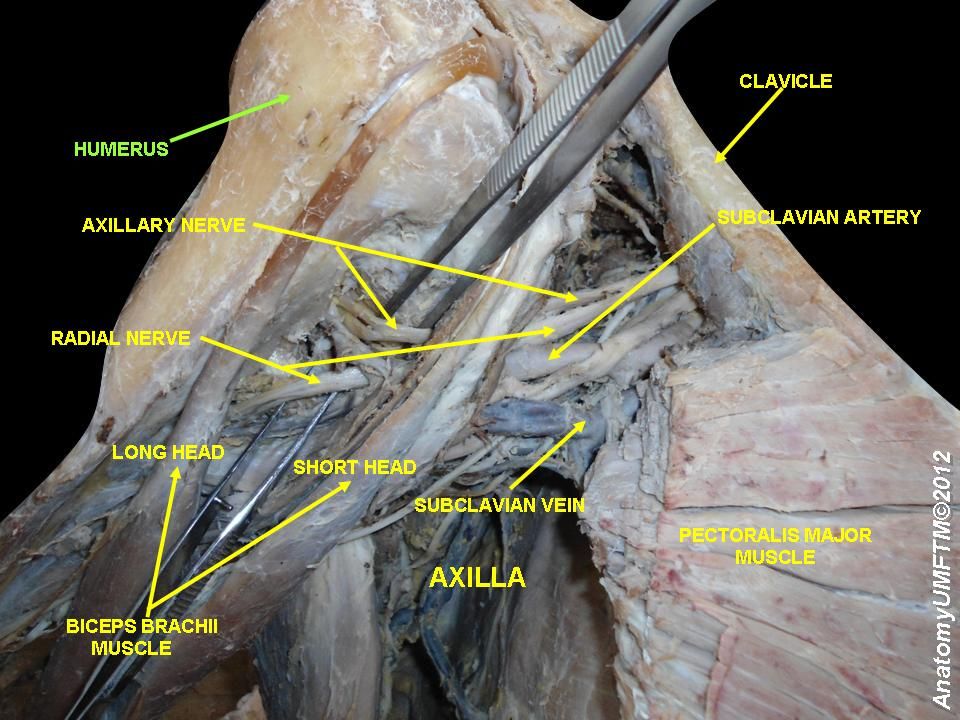 CLAVICLE
HUMERUS
AXILLARY NERVE
SUBCLAVIAN ARTERY
RADIAL NERVE
LONG HEAD
SHORT HEAD
SUBCLAVIAN VEIN
PECTORALIS MAJOR
MUSCLE
AXILLA
BICEPS BRACHII
MUSCLE
AnatomyUMFTM©2012